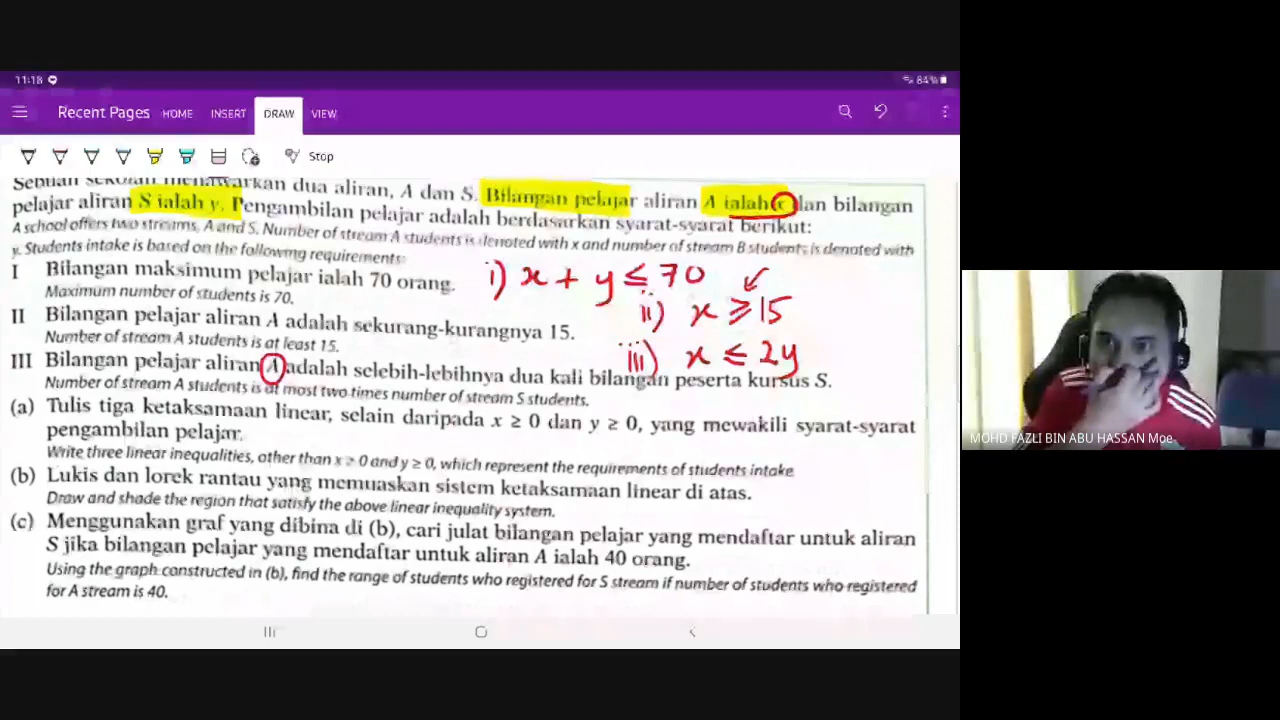 11:18
84%
Recent Pages HOME INSERT DRAW VIEW
Stop
Sebuah sekolah menawarkan dua aliran, A dan S. Bilangan pelajar aliran A ialah x dan bilangan
pelajar aliran S ialah y. Pengambilan pelajar adalah berdasarkan syarat-syarat berikut:
A school offers two streams, A and S. Number of stream A students is denoted with x and number of stream B students is denoted with
y. Students intake is based on the following requirements:
I Bilangan maksimum pelajar ialah 70 orang. i) x + y ≤ 70
Maximum number of students is 70.
ii) x ≥ 15
II Bilangan pelajar aliran A adalah sekurang-kurangnya 15.
Number of stream A students is at least 15.
iii) x ≤ 2y
III Bilangan pelajar aliran A adalah selebih-lebihnya dua kali bilangan peserta kursus S.
Number of stream A students is at most two times number of stream S students.
(a) Tulis tiga ketaksamaan linear, selain daripada x ≥ 0 dan y ≥ 0, yang mewakili syarat-syarat
pengambilan pelajar.
Write three linear inequalities, other than x ≥ 0 and y ≥ 0, which represent the requirements of students intake.
(b) Lukis dan lorek rantau yang memuaskan sistem ketaksamaan linear di atas.
Draw and shade the region that satisfy the above linear inequality system.
(c) Menggunakan graf yang dibina di (b), cari julat bilangan pelajar yang mendaftar untuk aliran
S jika bilangan pelajar yang mendaftar untuk aliran A ialah 40 orang.
Using the graph constructed in (b), find the range of students who registered for S stream if number of students who registered
for A stream is 40.
MOHD FAZLI BIN ABU HASSAN Moe-